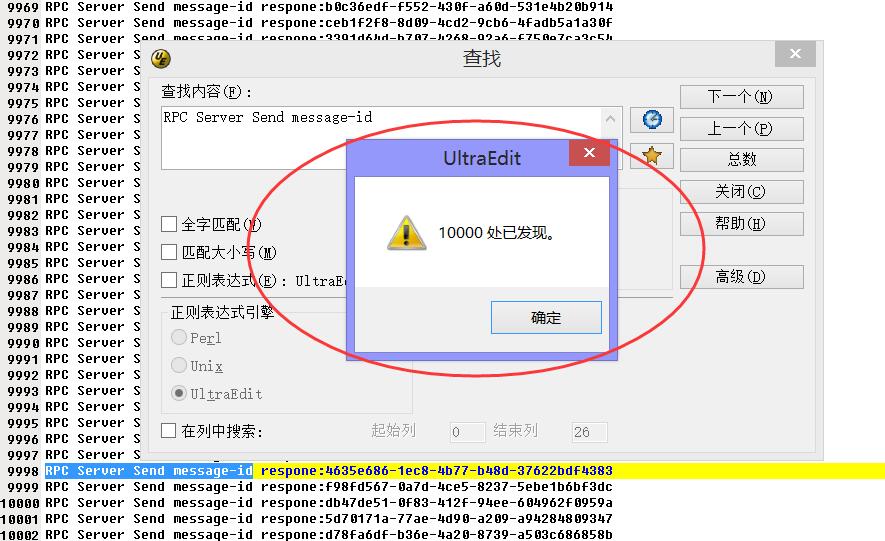 9969 RPC Server Send message-id respone:b0c36edf-f552-430f-a60d-531e4b20b914
9970 RPC Server Send message-id respone:ceb1f2f8-8d09-4cd2-9cb6-4fadb5a1a30f
9971 RPC Server Send message-id respone:3391d64d-b707-4268-92a6-f750e7ca3c54
9972 RPC Server S
9973 RPC Server S
9974 RPC Server S
9975 RPC Server S
9976 RPC Server S
9977 RPC Server S
9978 RPC Server S
9979 RPC Server S
9980 RPC Server S
9981 RPC Server S
9982 RPC Server S
9983 RPC Server S
9984 RPC Server S
9985 RPC Server S
9986 RPC Server S
9987 RPC Server S
9988 RPC Server S
9989 RPC Server S
9990 RPC Server S
9991 RPC Server S
9992 RPC Server S
9993 RPC Server S
9994 RPC Server S
9995 RPC Server S
9996 RPC Server S
9997 RPC Server S
9998 RPC Server Send message-id respone:4635e686-1ec8-4b77-b48d-37622bdf4383
9999 RPC Server Send message-id respone:f98fd567-0a7d-4ce5-8237-5ebe1b6bf3dc
10000 RPC Server Send message-id respone:db47de51-0f83-412f-94ee-604962f0959a
10001 RPC Server Send message-id respone:5d70171a-77ae-4d90-a209-a94284809347
10002 RPC Server Send message-id respone:d78fa6df-b36e-4a20-8739-a503c686858b
UE
查找
查找内容(F):
RPC Server Send message-id
下一个(N)
上一个(P)
总数
关闭(C)
帮助(H)
高级(D)
全字匹配(W)
匹配大小写(M)
正则表达式(E): UltraEd
正则表达式引擎
Perl
Unix
UltraEdit
在列中搜索:
起始列 0 结束列 26
UltraEdit
10000 处已发现。
确定